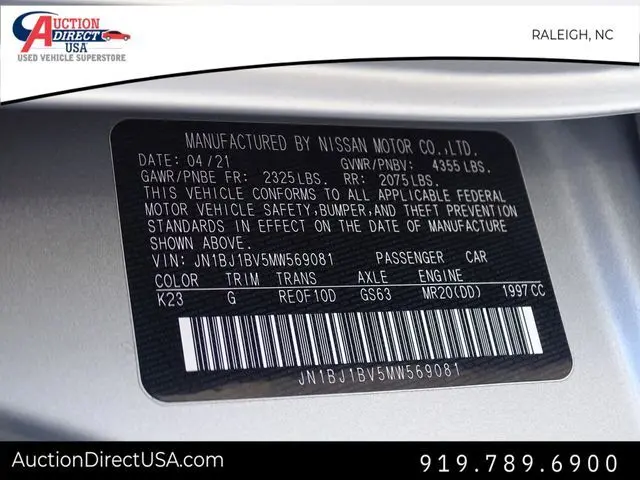 AUCTION
DIRECT
USA
USED VEHICLE SUPERSTORE
RALEIGH, NC
MANUFACTURED BY NISSAN MOTOR CO.,LTD.
DATE: 04/21 GVWR/PNBV: 4355 LBS.
GAWR/PNBE FR: 2325 LBS. RR: 2075 LBS.
THIS VEHICLE CONFORMS TO ALL APPLICABLE FEDERAL
MOTOR VEHICLE SAFETY,BUMPER,AND THEFT PREVENTION
STANDARDS IN EFFECT ON THE DATE OF MANUFACTURE
SHOWN ABOVE.
VIN: JN1BJ1BV5MW569081 PASSENGER CAR
COLOR TRIM TRANS AXLE ENGINE
K23 G RE0F10D GS63 MR20(DD) 1997CC
JN1BJ1BV5MW569081
AuctionDirectUSA.com
919.789.6900